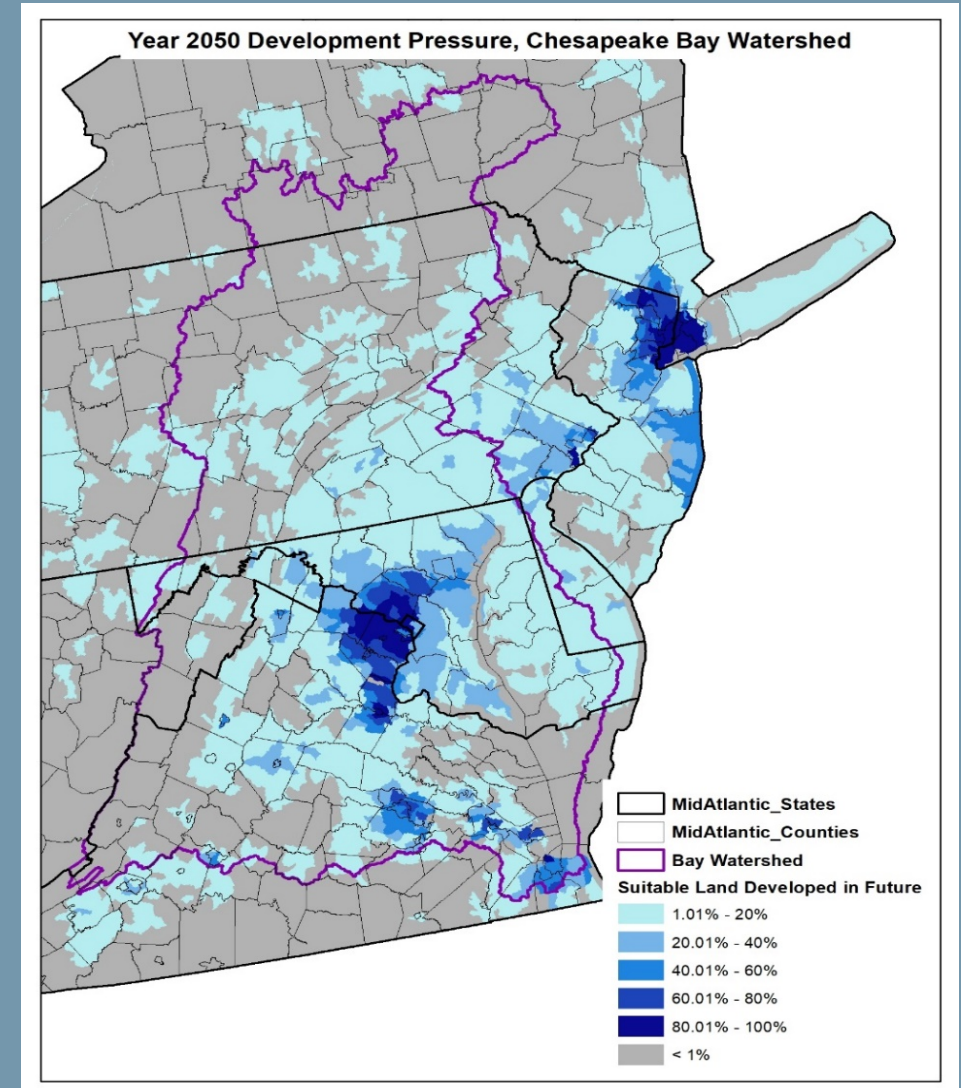 Year 2050 Development Pressure, Chesapeake Bay Watershed
MidAtlantic_States
MidAtlantic_Counties
Bay Watershed
Suitable Land Developed in Future
1.01% - 20%
20.01% - 40%
40.01% - 60%
60.01% - 80%
80.01% - 100%
< 1%